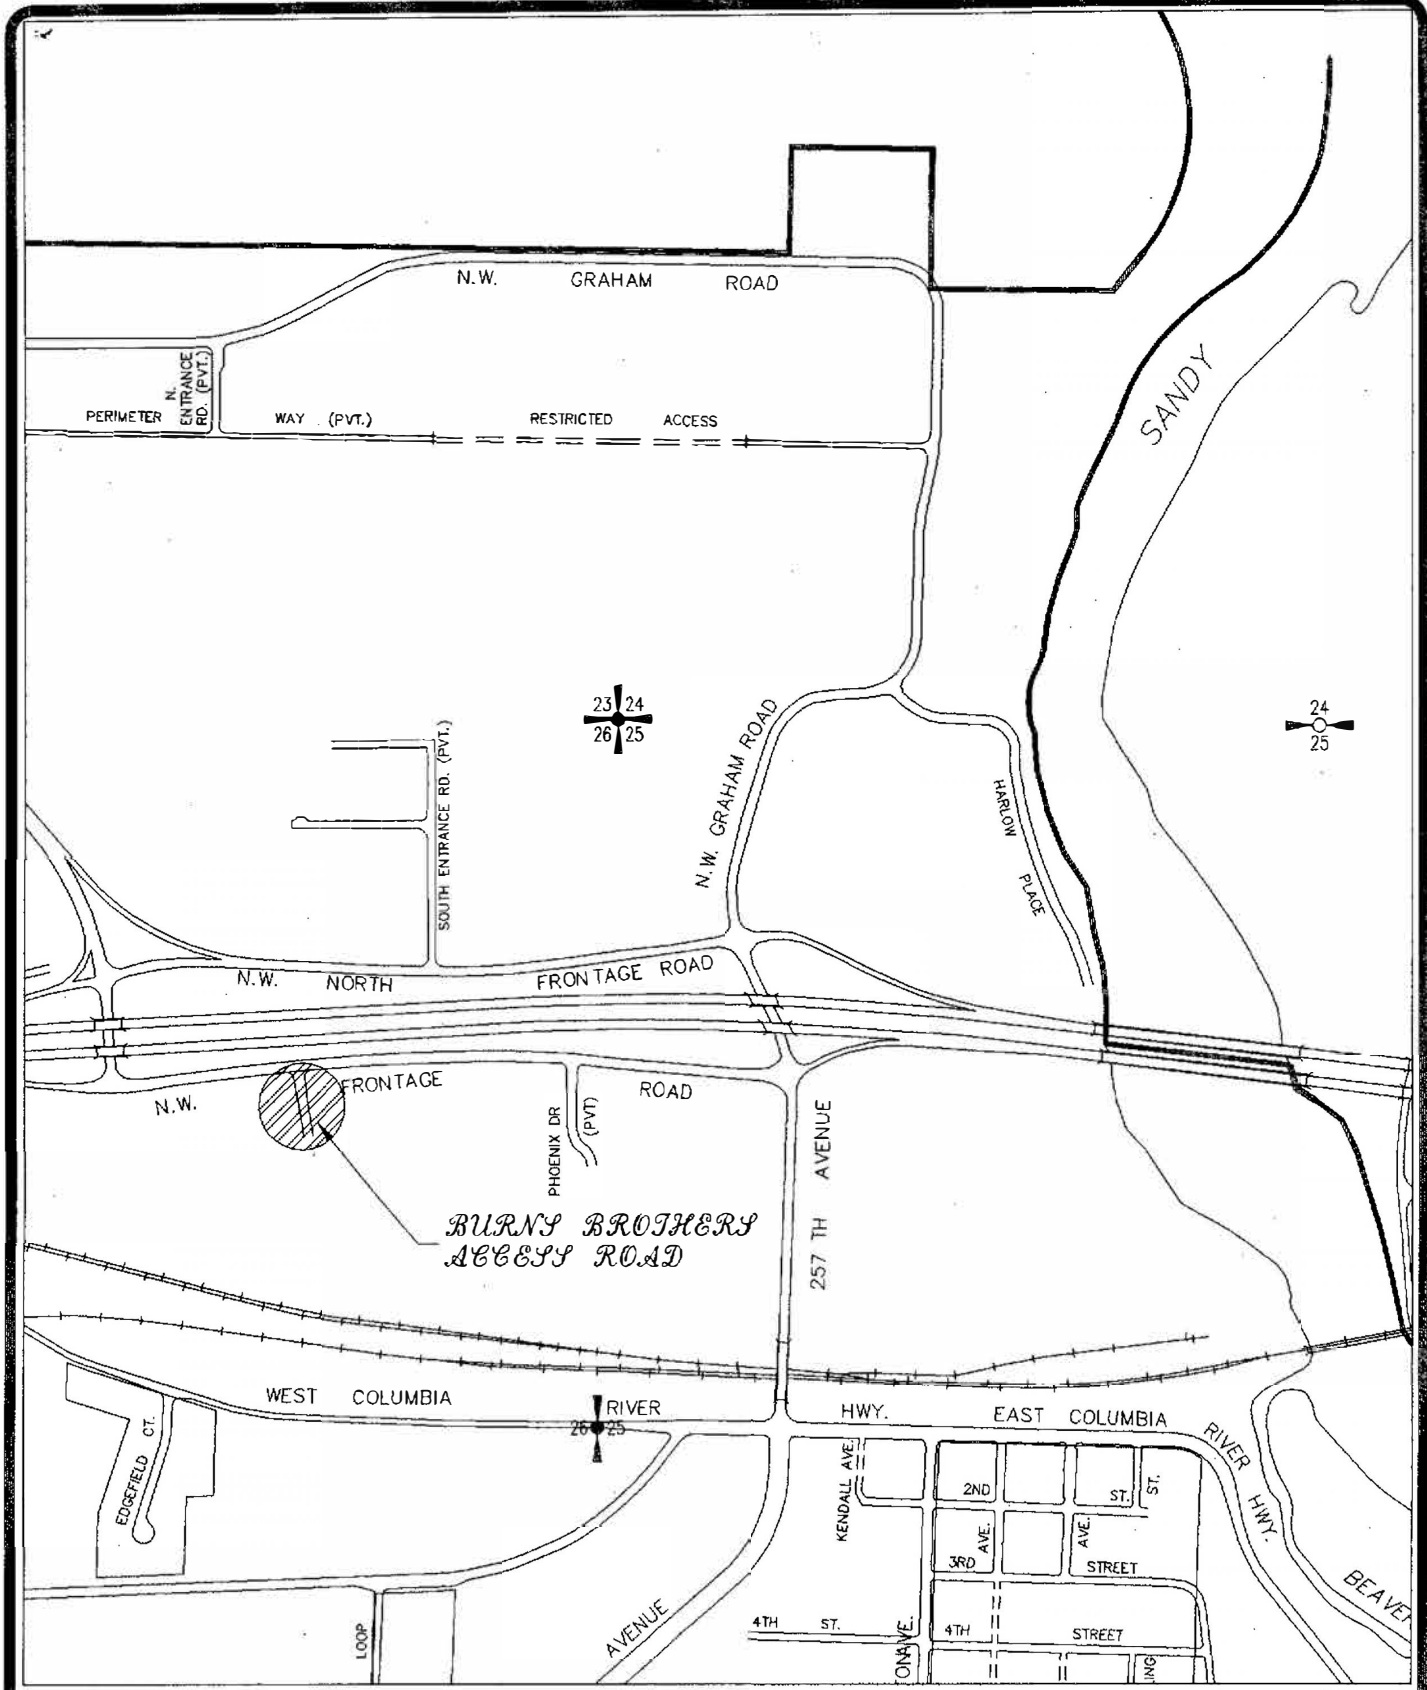 N.W. GRAHAM ROAD
SANDY
N.
ENTRANCE
RD. (PVT.)
PERIMETER WAY (PVT.) RESTRICTED ACCESS
23 24
26 25
24
25
SOUTH ENTRANCE RD. (PVT.)
N.W. GRAHAM ROAD
HARLOW PLACE
N.W. NORTH FRONTAGE ROAD
N.W. FRONTAGE ROAD
PHOENIX DR
(PVT)
257 TH AVENUE
BURNS BROTHERS
ACCESS ROAD
WEST COLUMBIA RIVER HWY.
26 25
EAST COLUMBIA RIVER HWY.
EDGEFIELD CT.
KENDALL AVE.
2ND ST.
ST.
AVE.
AVE.
3RD STREET
BEAVER
LOOP
AVENUE
4TH ST.
4TH STREET
ONA VE.
ING